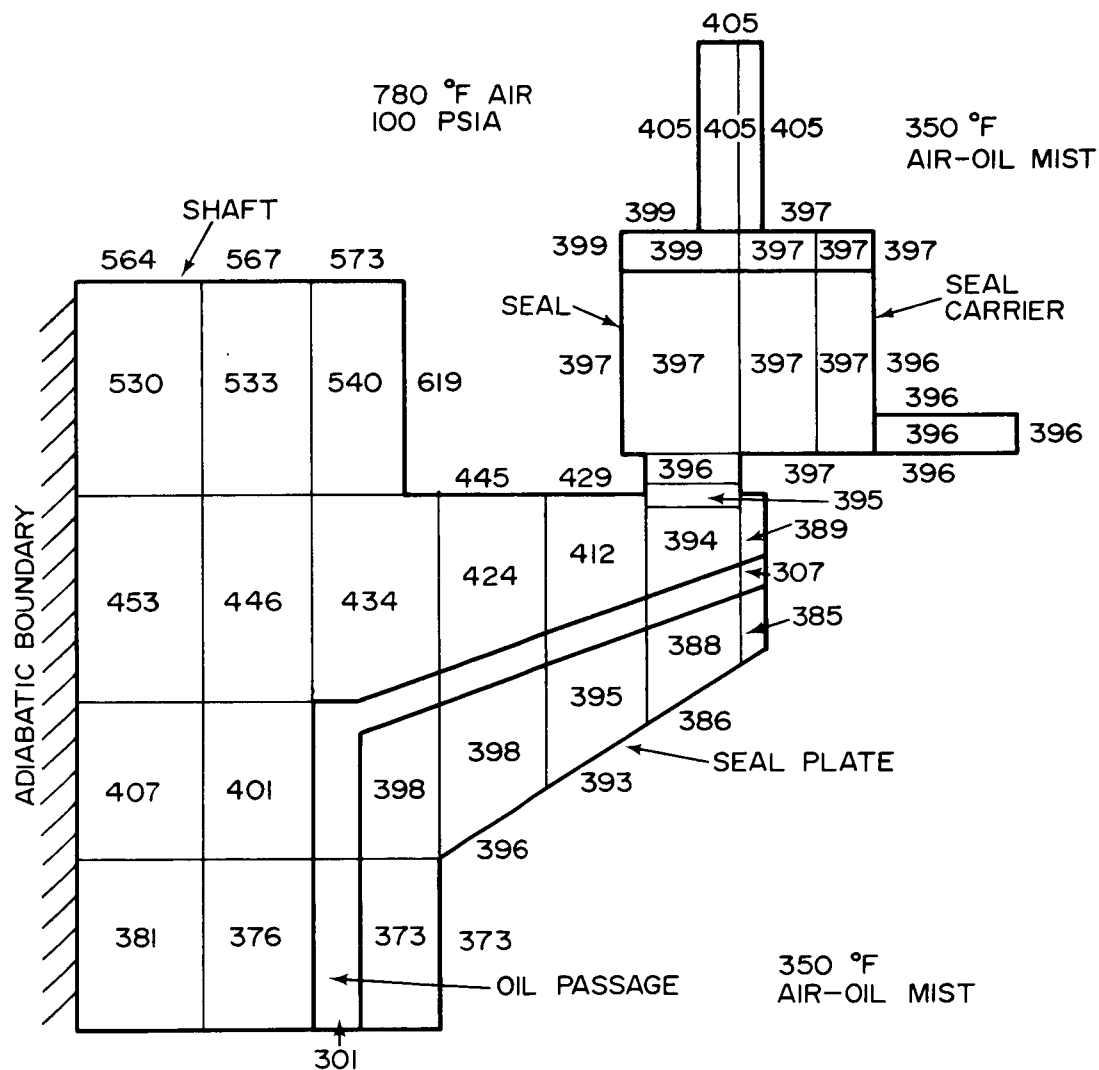 405
780 °F AIR
100 PSIA
405 405 405
350 °F
AIR-OIL MIST
SHAFT
399 397
564 567 573
399 399 397 397 397
SEAL
SEAL
CARRIER
530 533 540 619
397 397 397 397 396
396
396 396
445 429
396 397 396
395
389
394
412
424
307
453 446 434
385
388
395
386
398
SEAL PLATE
393
407 401 398
396
ADIABATIC BOUNDARY
381 376 373 373
350 °F
AIR-OIL MIST
OIL PASSAGE
301